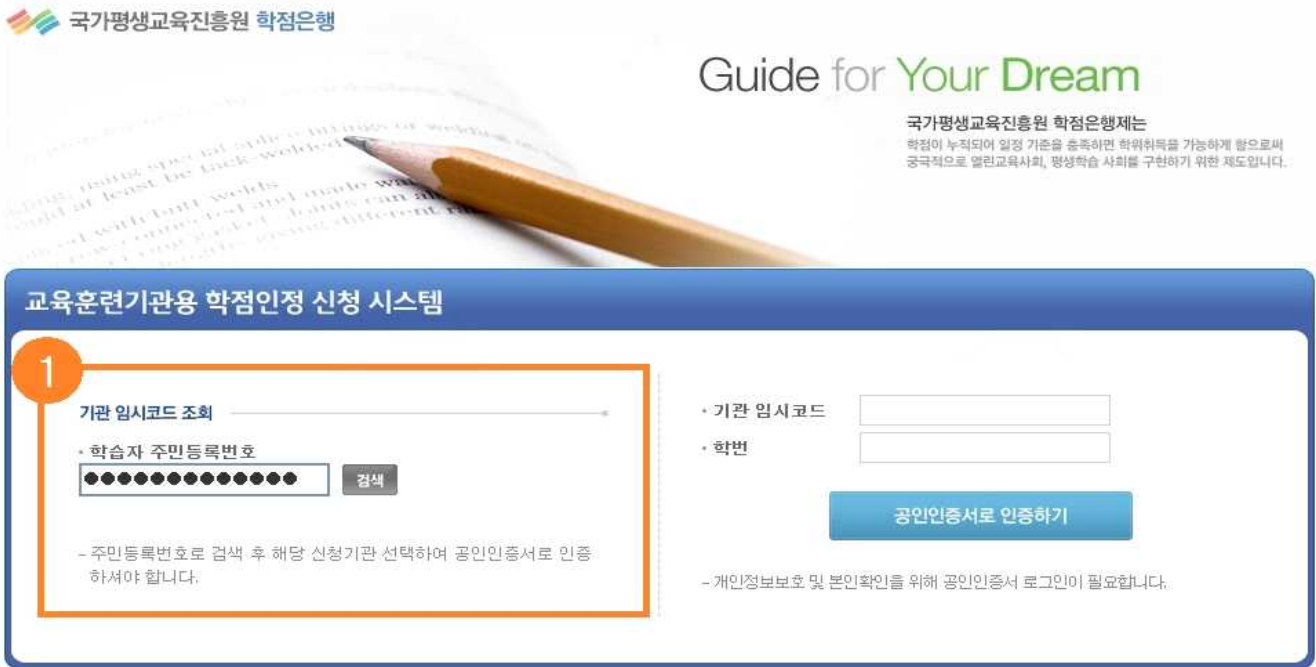 국가평생교육진흥원 학점은행
Guide for Your Dream
국가평생교육진흥원 학점은행제는
학점이 누적되어 일정 기준을 충족하면 학위취득을 가능하게 함으로써
궁극적으로 열린교육사회, 평생학습 사회를 구현하기 위한 제도입니다.
교육훈련기관용 학점인정 신청 시스템
1
기관 임시코드 조회
· 학습자 주민등록번호
●●●●●●●●●●●●●
검색
– 주민등록번호로 검색 후 해당 신청기관 선택하여 공인인증서로 인증
하셔야 합니다.
· 기관 임시코드
· 학번
공인인증서로 인증하기
– 개인정보보호 및 본인확인을 위해 공인인증서 로그인이 필요합니다.